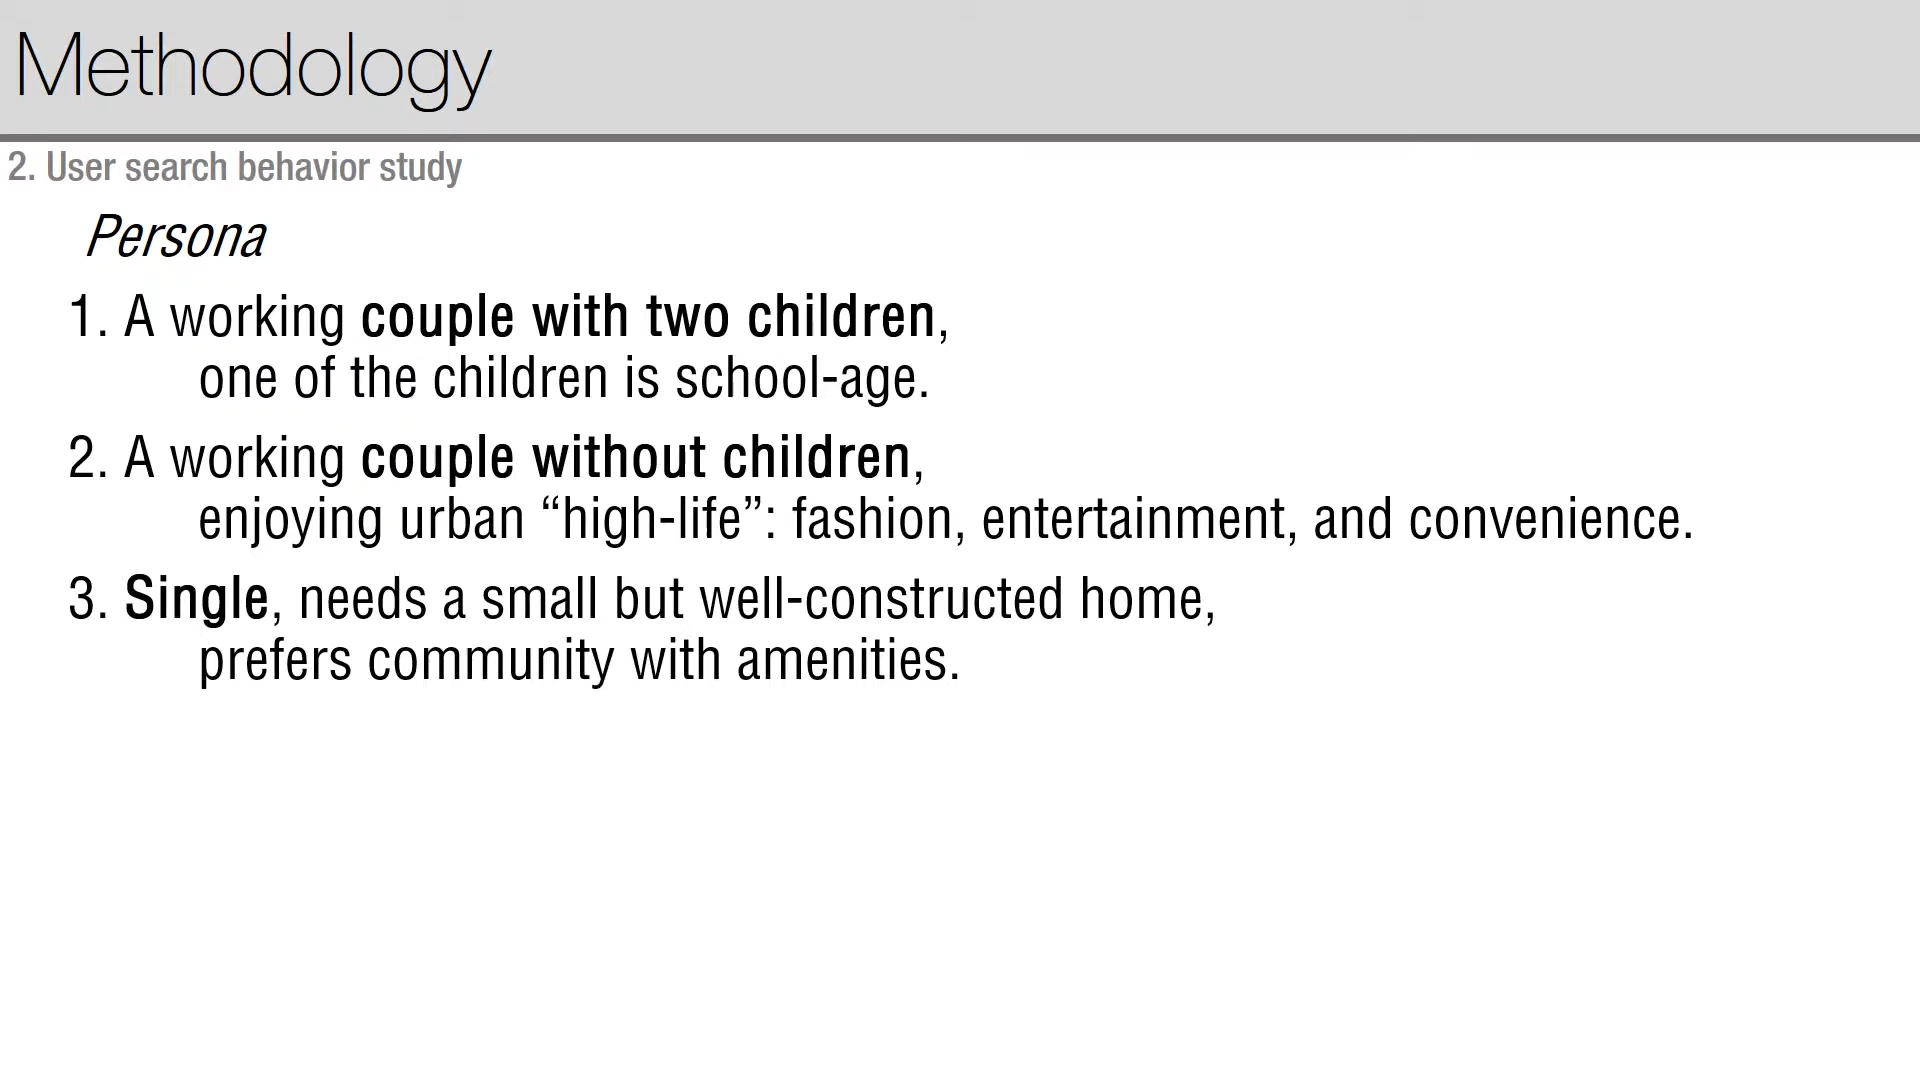 Methodology
2. User search behavior study
Persona
1. A working couple with two children,
one of the children is school-age.
2. A working couple without children,
enjoying urban “high-life”: fashion, entertainment, and convenience.
3. Single, needs a small but well-constructed home,
prefers community with amenities.